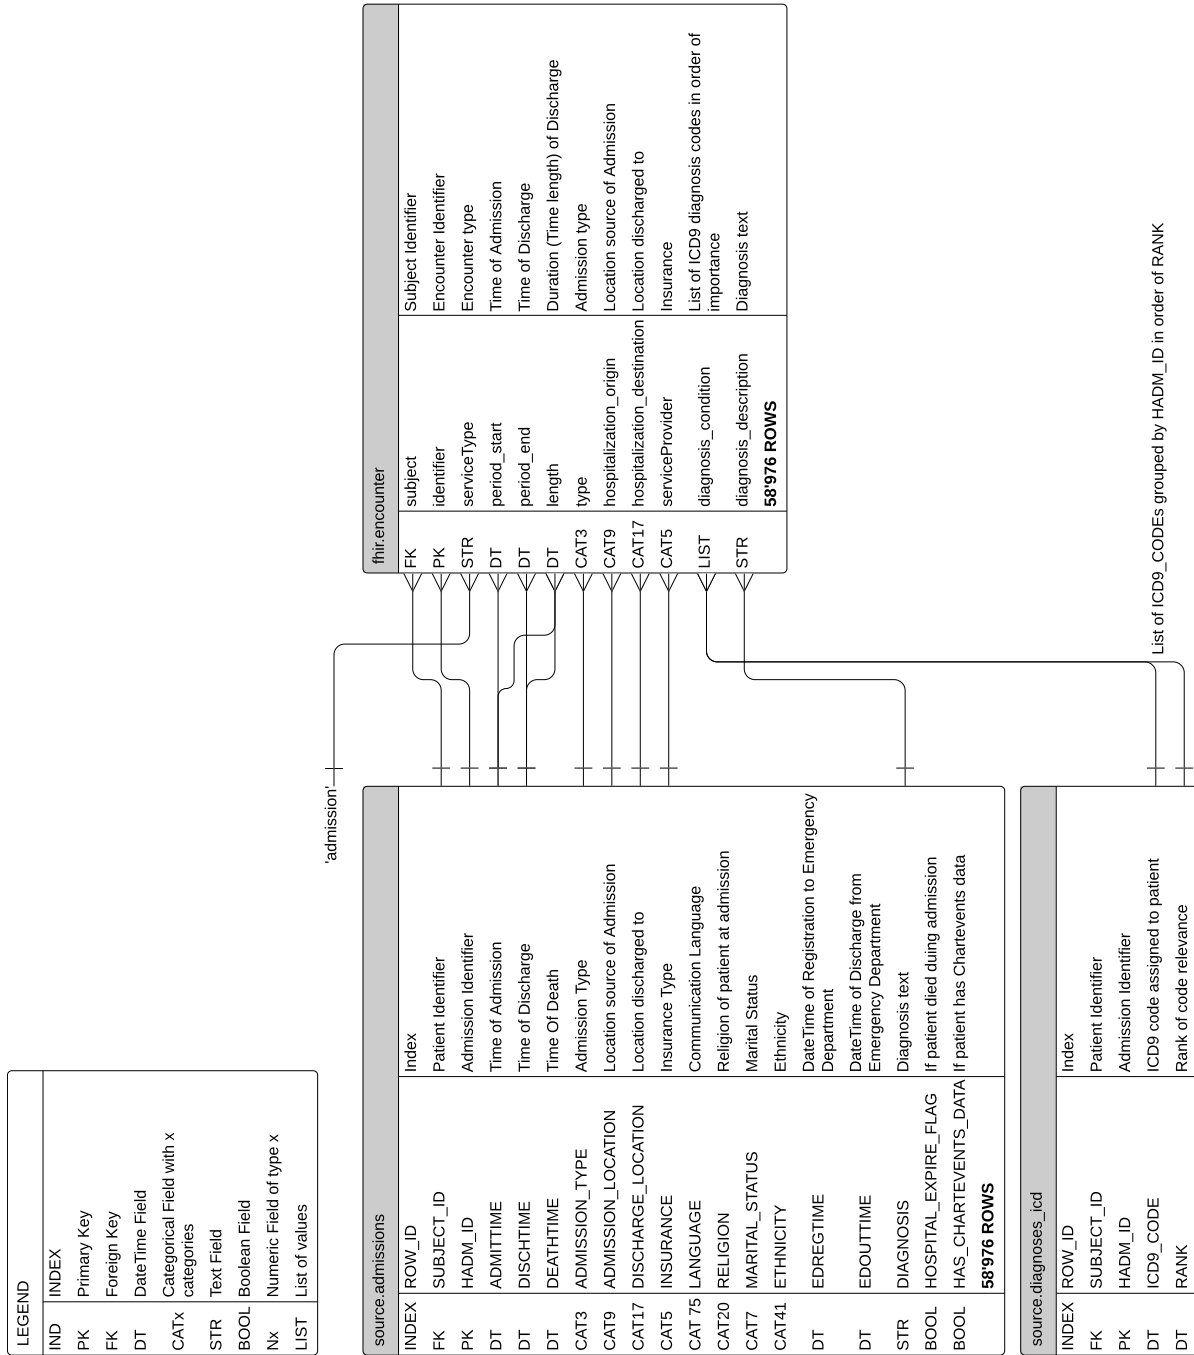 LEGEND
IND INDEX
PK Primary Key
FK Foreign Key
DT DateTime Field
CATx Categorical Field with x
categories
STR Text Field
BOOL Boolean Field
Nx Numeric Field of type x
LIST List of values
'admission'
source.admissions
INDEX ROW_ID Index
FK SUBJECT_ID Patient Identifier
PK HADM_ID Admission Identifier
DT ADMITTIME Time of Admission
DT DISCHTIME Time of Discharge
DT DEATHTIME Time Of Death
CAT3 ADMISSION_TYPE Admission Type
CAT9 ADMISSION_LOCATION Location source of Admission
CAT17 DISCHARGE_LOCATION Location discharged to
CAT5 INSURANCE Insurance Type
CAT 75 LANGUAGE Communication Language
CAT20 RELIGION Religion of patient at admission
CAT7 MARITAL_STATUS Marital Status
CAT41 ETHNICITY Ethnicity
DT EDREGTIME DateTime of Registration to Emergency
Department
DT EDOUTTIME DateTime of Discharge from
Emergency Department
STR DIAGNOSIS Diagnosis text
BOOL HOSPITAL_EXPIRE_FLAG If patient died duing admission
BOOL HAS_CHARTEVENTS_DATA If patient has Chartevents data
58'976 ROWS
fhir.encounter
FK subject Subject Identifier
PK identifier Encounter Identifier
STR serviceType Encounter type
DT period_start Time of Admission
DT period_end Time of Discharge
DT length Duration (Time length) of Discharge
CAT3 type Admission type
CAT9 hospitalization_origin Location source of Admission
CAT17 hospitalization_destination Location discharged to
CAT5 serviceProvider Insurance
LIST diagnosis_condition List of ICD9 diagnosis codes in order of
importance
STR diagnosis_description Diagnosis text
58'976 ROWS
source.diagnoses_icd
INDEX ROW_ID Index
FK SUBJECT_ID Patient Identifier
PK HADM_ID Admission Identifier
DT ICD9_CODE ICD9 code assigned to patient
DT RANK Rank of code relevance
List of ICD9_CODEs grouped by HADM_ID in order of RANK